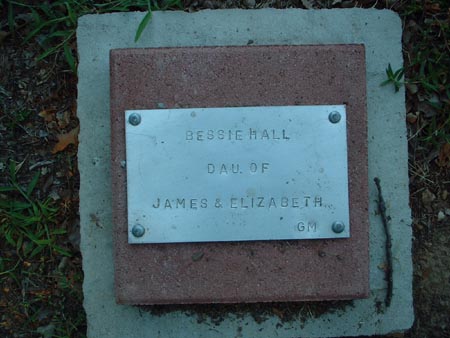 BESSIE HALL
DAU. OF
JAMES & ELIZABETH
GM